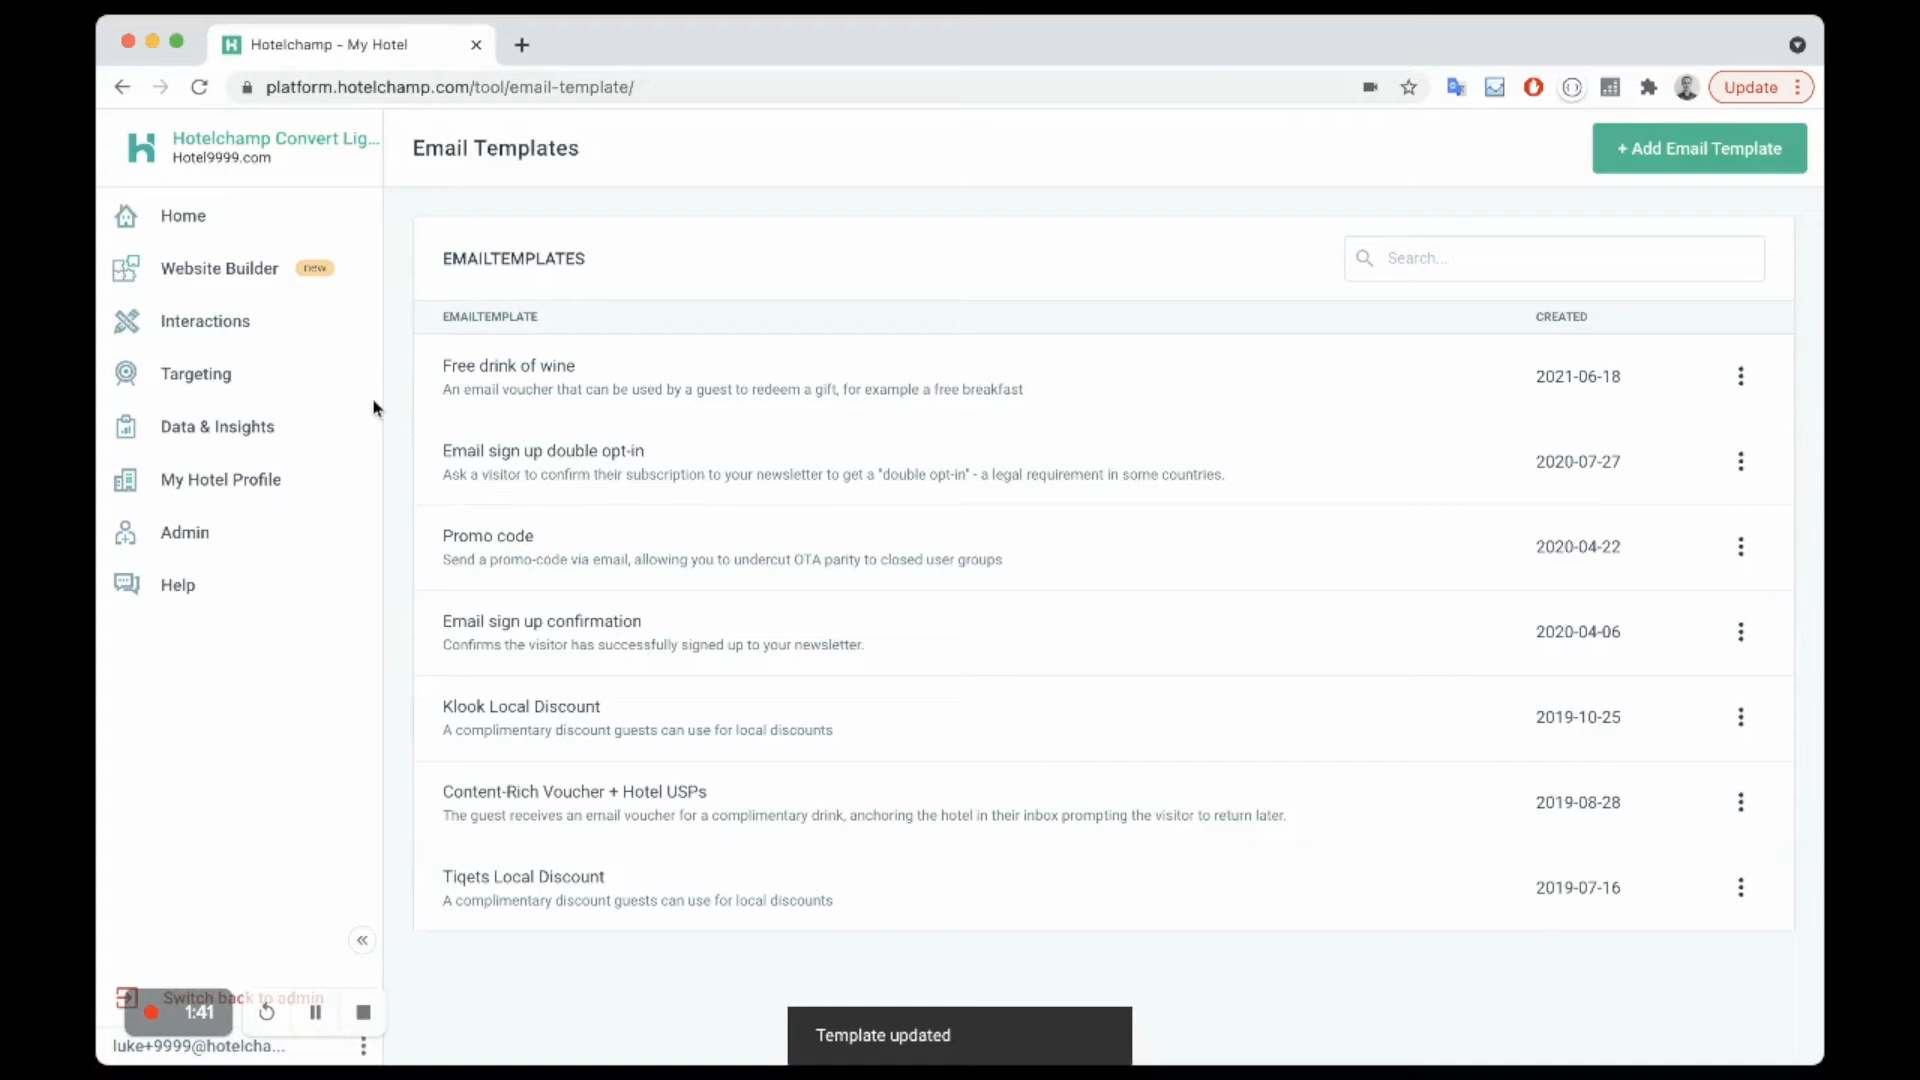 Hotelchamp - My Hotel
platform.hotelchamp.com/tool/email-template/
Update
Hotelchamp Convert Lig...
Hotel9999.com
Email Templates
+ Add Email Template
Home
Website Builder new
Interactions
Targeting
Data & Insights
My Hotel Profile
Admin
Help
EMAILTEMPLATES
Search...
EMAILTEMPLATE CREATED
Free drink of wine
An email voucher that can be used by a guest to redeem a gift, for example a free breakfast
2021-06-18
Email sign up double opt-in
Ask a visitor to confirm their subscription to your newsletter to get a "double opt-in" - a legal requirement in some countries.
2020-07-27
Promo code
Send a promo-code via email, allowing you to undercut OTA parity to closed user groups
2020-04-22
Email sign up confirmation
Confirms the visitor has successfully signed up to your newsletter.
2020-04-06
Klook Local Discount
A complimentary discount guests can use for local discounts
2019-10-25
Content-Rich Voucher + Hotel USPs
The guest receives an email voucher for a complimentary drink, anchoring the hotel in their inbox prompting the visitor to return later.
2019-08-28
Tiqets Local Discount
A complimentary discount guests can use for local discounts
2019-07-16
Switch back to admin
1:41
luke+9999@hotelcha...
Template updated